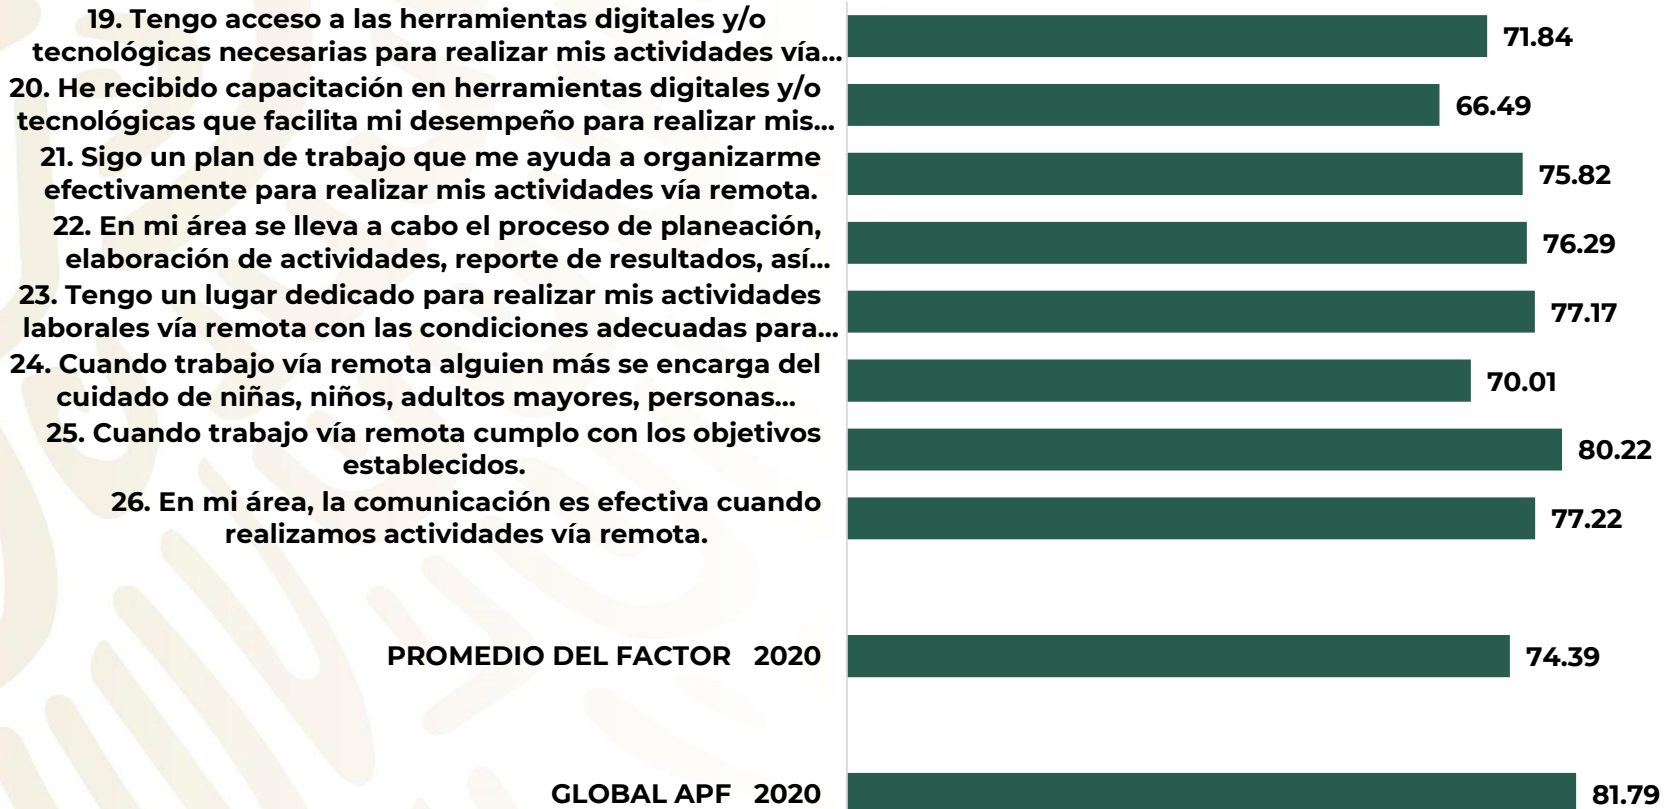 19. Tengo acceso a las herramientas digitales y/o
tecnológicas necesarias para realizar mis actividades vía...
71.84
20. He recibido capacitación en herramientas digitales y/o
tecnológicas que facilita mi desempeño para realizar mis...
66.49
21. Sigo un plan de trabajo que me ayuda a organizarme
efectivamente para realizar mis actividades vía remota.
75.82
22. En mi área se lleva a cabo el proceso de planeación,
elaboración de actividades, reporte de resultados, así...
76.29
23. Tengo un lugar dedicado para realizar mis actividades
laborales vía remota con las condiciones adecuadas para...
77.17
24. Cuando trabajo vía remota alguien más se encarga del
cuidado de niñas, niños, adultos mayores, personas...
70.01
25. Cuando trabajo vía remota cumplo con los objetivos
establecidos.
80.22
26. En mi área, la comunicación es efectiva cuando
realizamos actividades vía remota.
77.22
PROMEDIO DEL FACTOR 2020
74.39
GLOBAL APF 2020
81.79